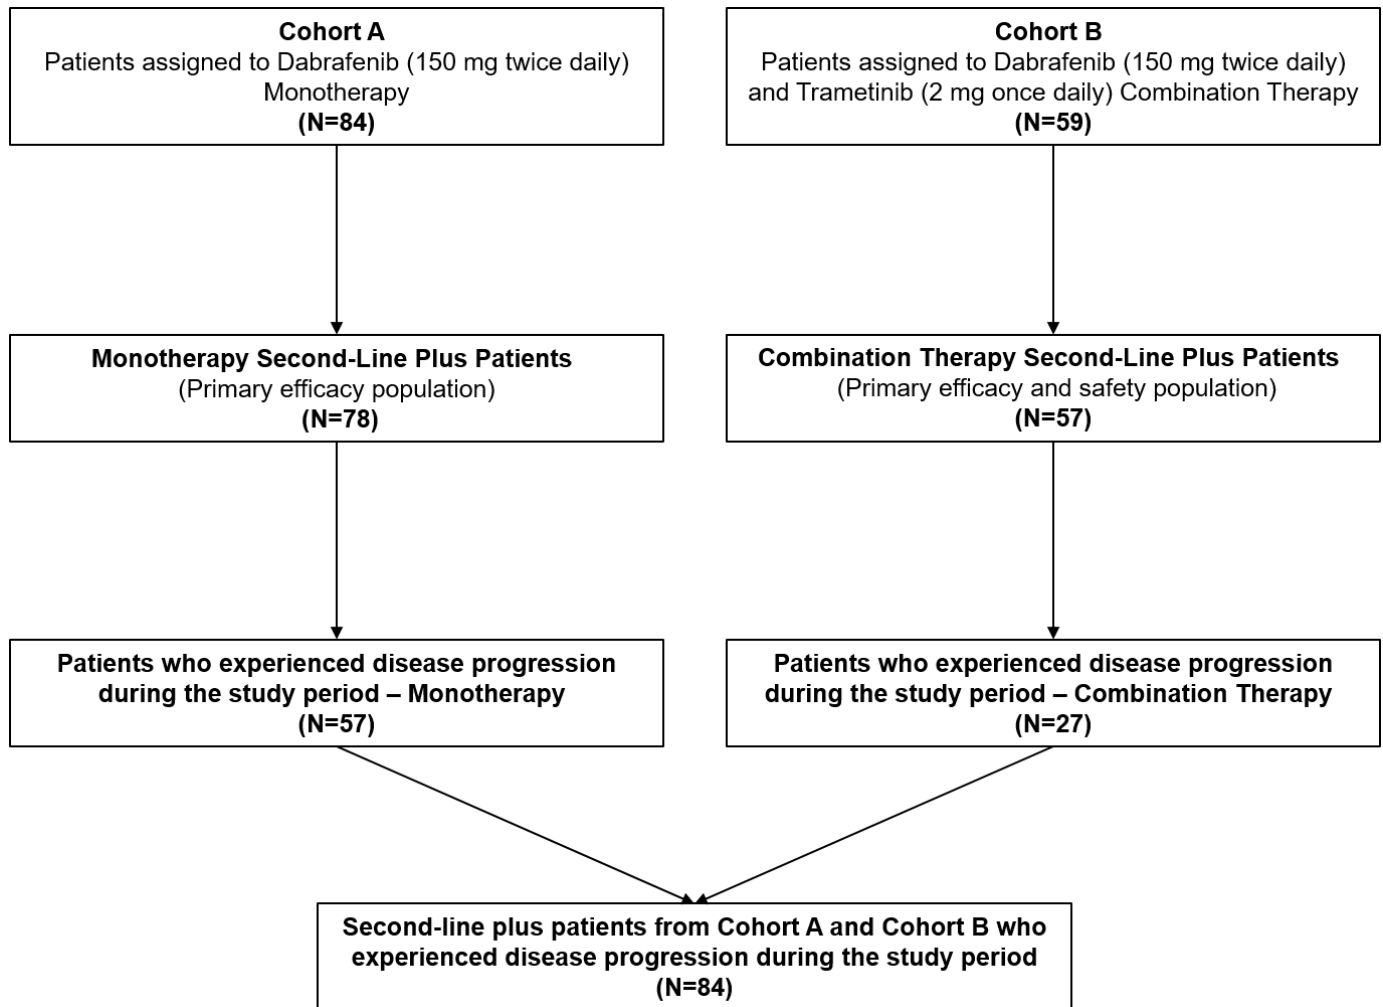 Cohort A
Patients assigned to Dabrafenib (150 mg twice daily)
Monotherapy
(N=84)
Cohort B
Patients assigned to Dabrafenib (150 mg twice daily)
and Trametinib (2 mg once daily) Combination Therapy
(N=59)
Monotherapy Second-Line Plus Patients
(Primary efficacy population)
(N=78)
Combination Therapy Second-Line Plus Patients
(Primary efficacy and safety population)
(N=57)
Patients who experienced disease progression
during the study period – Monotherapy
(N=57)
Patients who experienced disease progression
during the study period – Combination Therapy
(N=27)
Second-line plus patients from Cohort A and Cohort B who
experienced disease progression during the study period
(N=84)